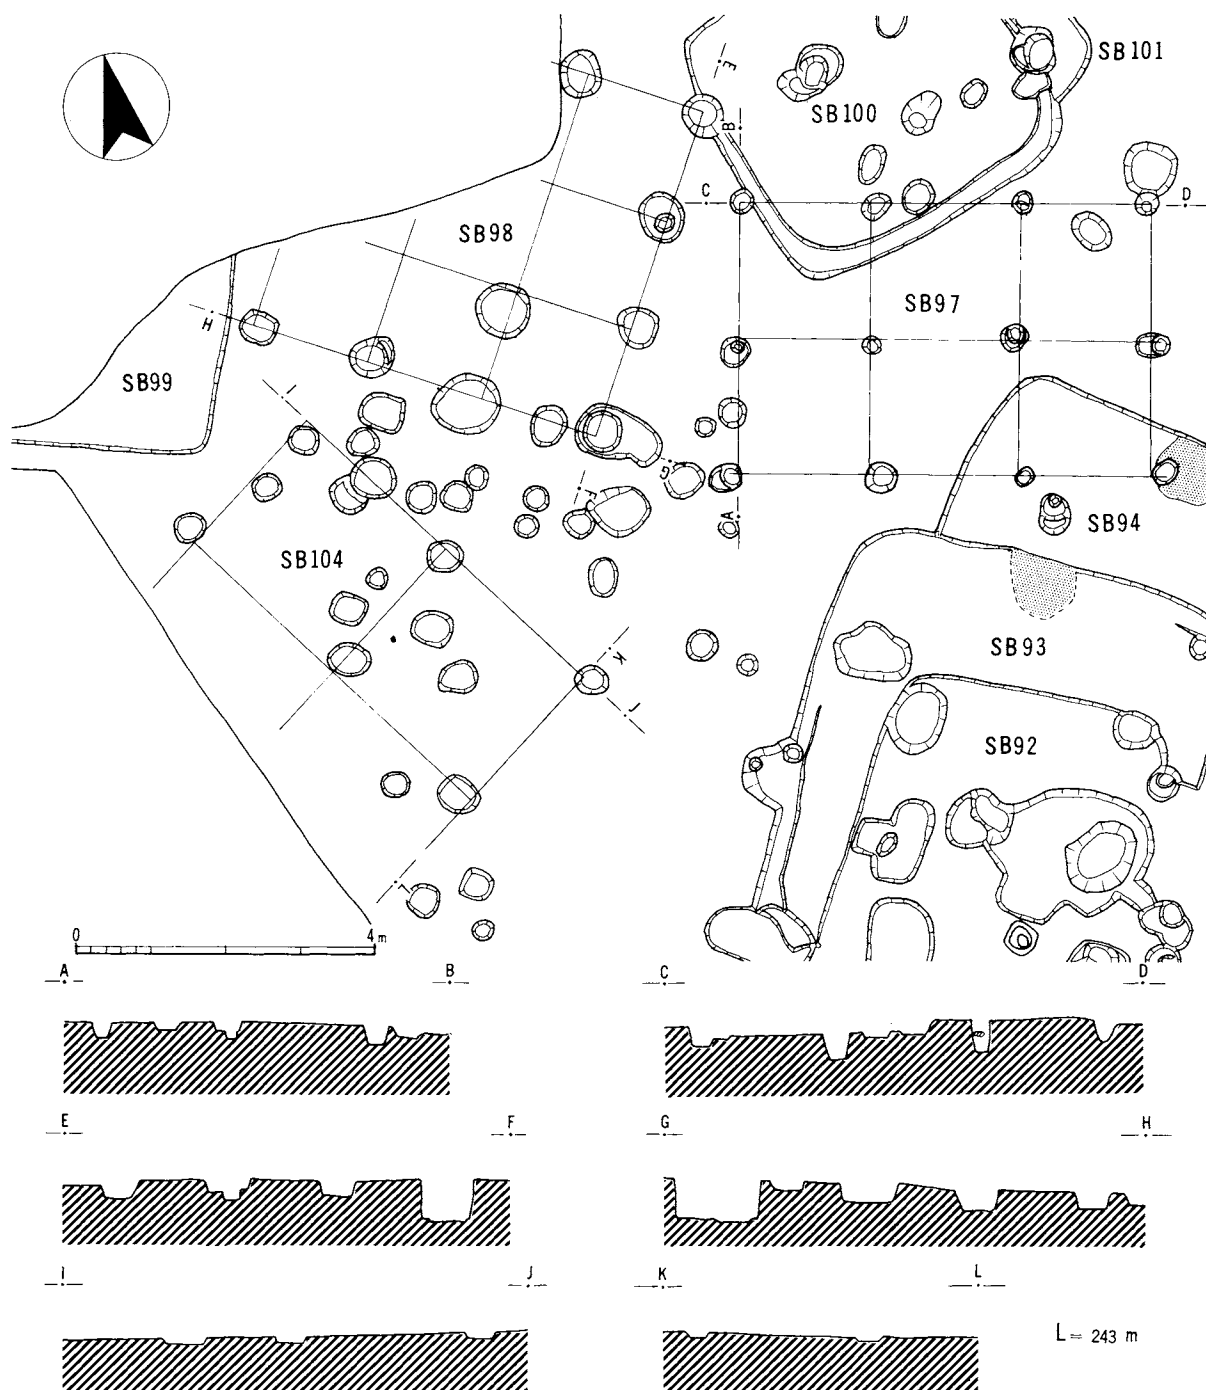 SB101
E
SB100
B
C
D
SB98
SB97
H
SB99
I
G
F
A
SB94
SB104
SB93
K
J
SB92
L
0 4m
A B C D
E F G H
I J K L
L= 243 m